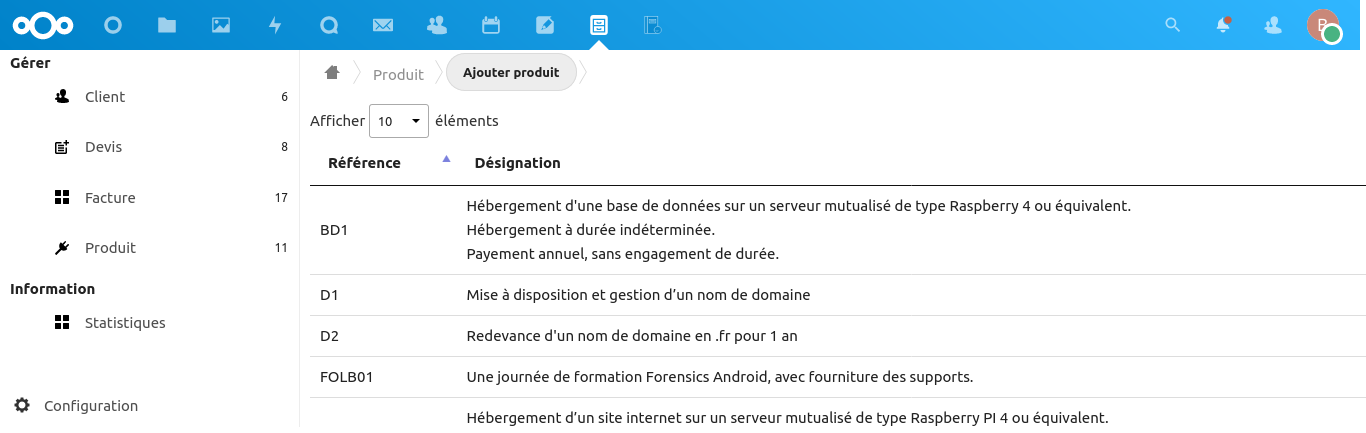 B
Gérer
Client 6
Devis 8
Facture 17
Produit 11
Information
Statistiques
Configuration
Produit Ajouter produit
Afficher 10 éléments
Référence Désignation
Hébergement d'une base de données sur un serveur mutualisé de type Raspberry 4 ou équivalent.
BD1 Hébergement à durée indéterminée.
Payement annuel, sans engagement de durée.
D1 Mise à disposition et gestion d’un nom de domaine
D2 Redevance d'un nom de domaine en .fr pour 1 an
FOLB01 Une journée de formation Forensics Android, avec fourniture des supports.
Hébergement d’un site internet sur un serveur mutualisé de type Raspberry PI 4 ou équivalent.